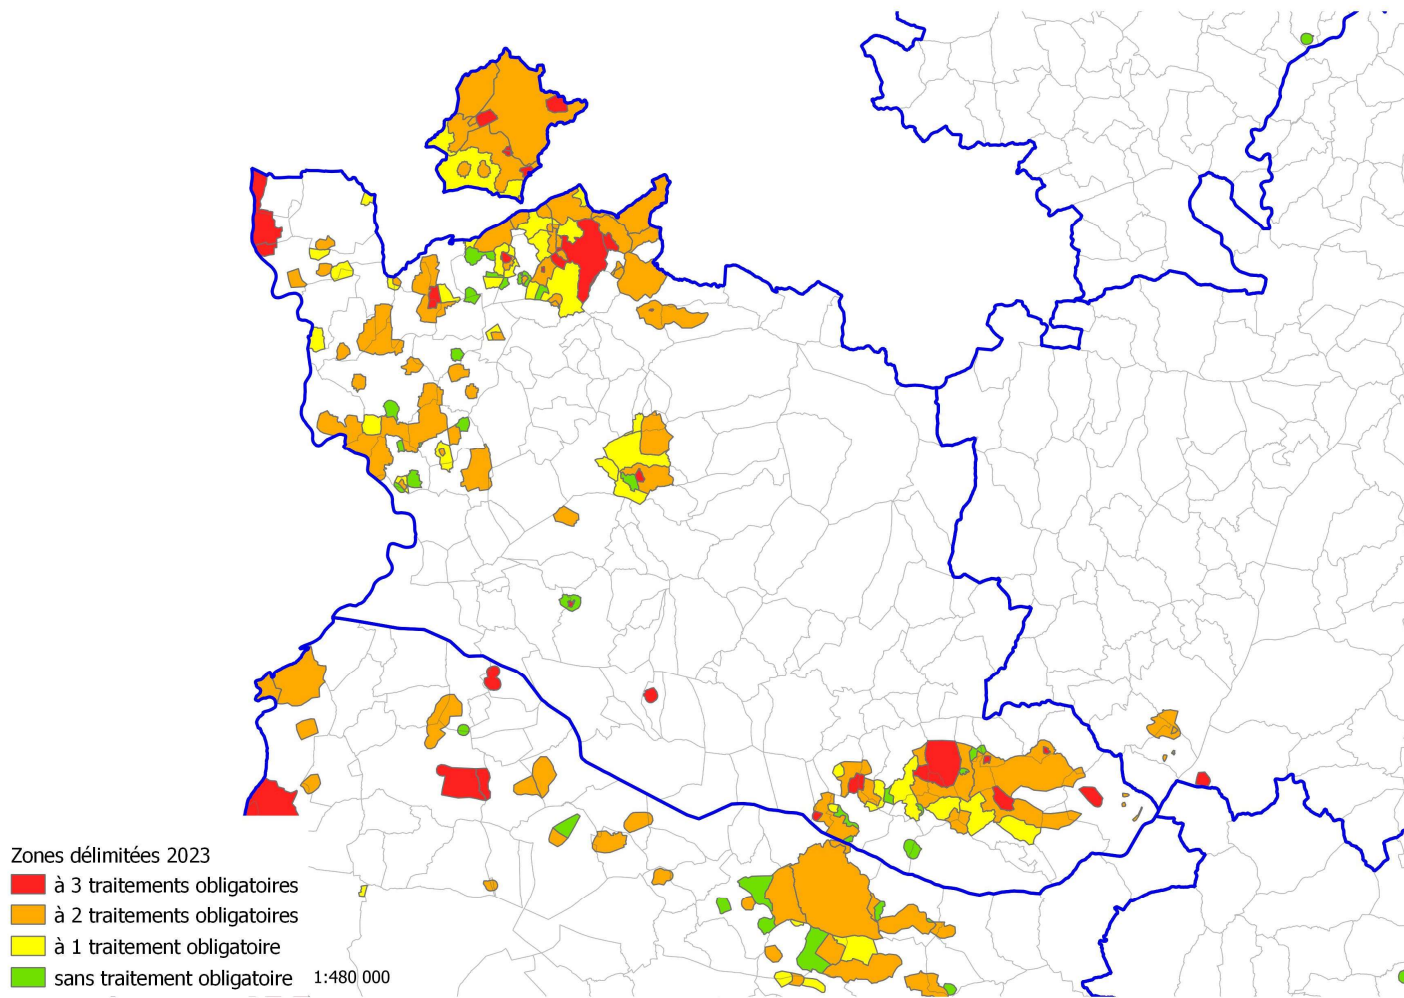 Zones délimitées 2023
à 3 traitements obligatoires
à 2 traitements obligatoires
à 1 traitement obligatoire
sans traitement obligatoire
1:480 000